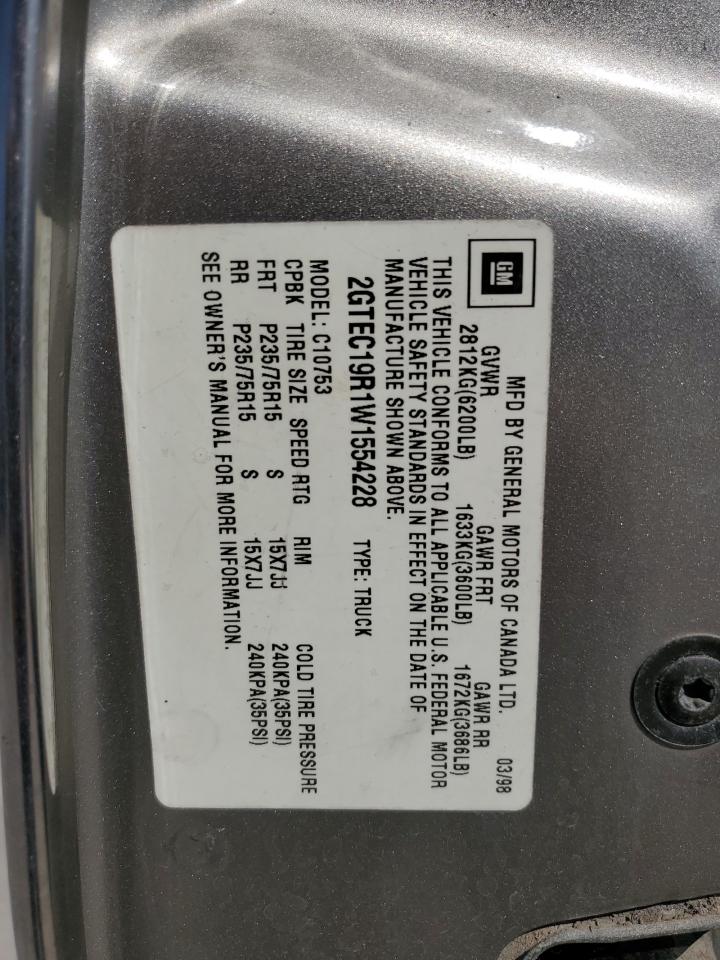 GM
MFD BY GENERAL MOTORS OF CANADA LTD.
03/98
GVWR GAWR FRT GAWR RR
2812KG(6200LB) 1633KG(3600LB) 1672KG(3686LB)
THIS VEHICLE CONFORMS TO ALL APPLICABLE U.S. FEDERAL MOTOR
VEHICLE SAFETY STANDARDS IN EFFECT ON THE DATE OF
MANUFACTURE SHOWN ABOVE.
2GTEC19R1W1554228 TYPE: TRUCK
MODEL: C10753
CPBK TIRE SIZE SPEED RTG RIM COLD TIRE PRESSURE
FRT P235/75R15 S 15X7JJ 240KPA(35PSI)
RR P235/75R15 S 15X7JJ 240KPA(35PSI)
SEE OWNER'S MANUAL FOR MORE INFORMATION.